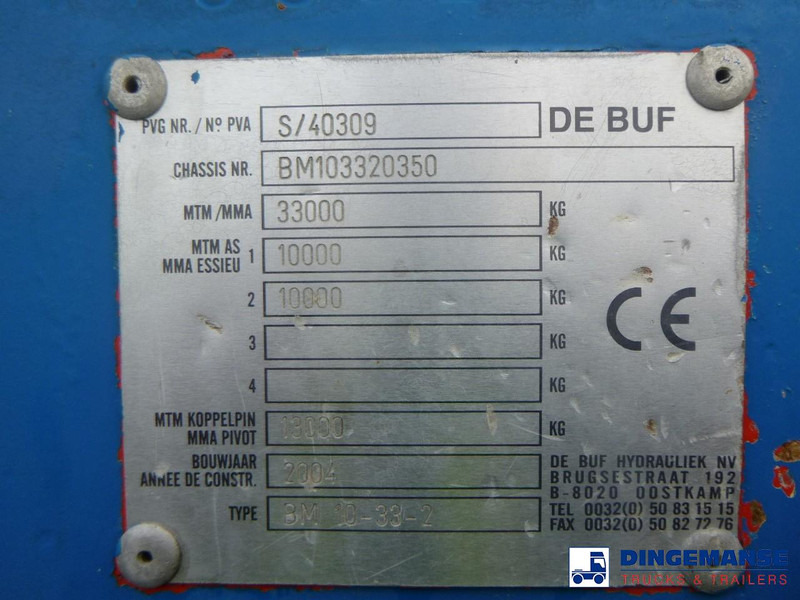 PVG NR. / Nº PVA S/40309 DE BUF
CHASSIS NR. BM103320350
MTM /MMA 33000 KG
MTM AS
MMA ESSIEU 1 10000 KG
2 10000 KG
3 KG
4 KG
MTM KOPPELPIN
MMA PIVOT 13000 KG
BOUWJAAR
ANNEE DE CONSTR. 2004
TYPE BM 10-33-2
CE
DE BUF HYDRAULIEK NV
BRUGSESTRAAT 192
B-8020 OOSTKAMP
TEL 0032(0) 50 83 15 15
FAX 0032(0) 50 82 72 76
DINGEMANSE
TRUCKS & TRAILERS